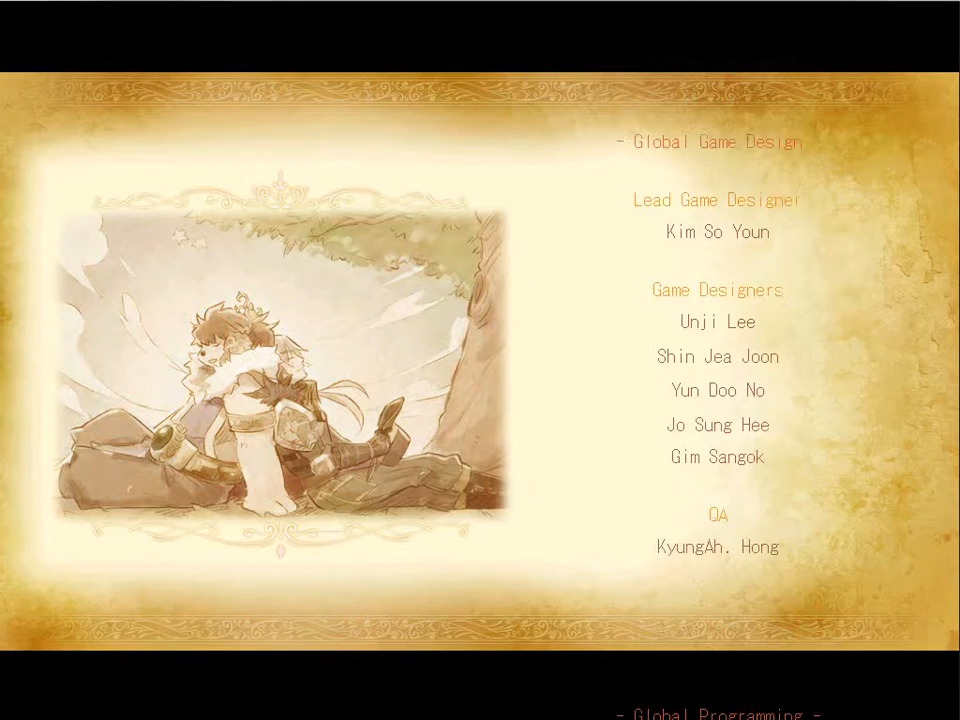 - Global Game Design
Lead Game Designer
Kim So Youn
Game Designers
Unji Lee
Shin Jea Joon
Yun Doo No
Jo Sung Hee
Gim Sangok
QA
KyungAh. Hong
- Global Programming -